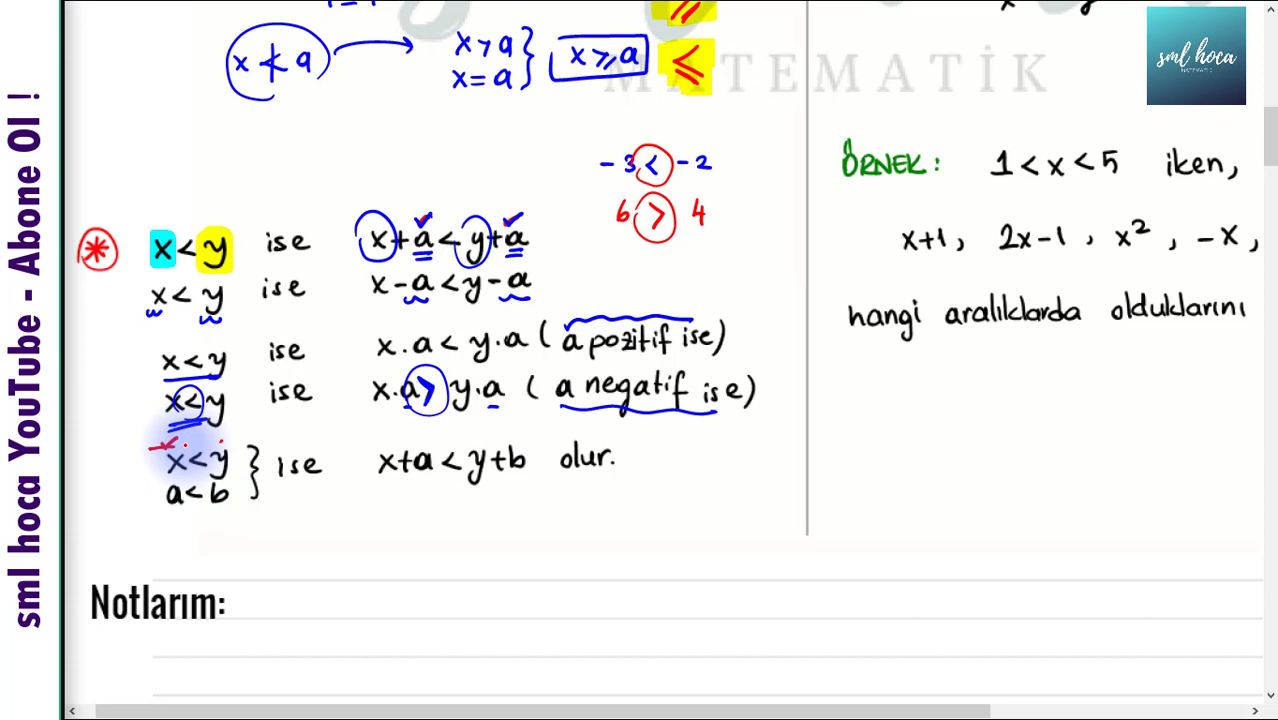 sml hoca YouTube - Abone Ol !
x ≮ a → x > a } x ⩾ a
x = a
⩽
MATEMATİK
sml hoca
MATEMATİK
-3 < -2
6 > 4
* x < y ise x+a < y+a
x < y ise x-a < y-a
x < y ise x.a < y.a ( a pozitif ise)
x < y ise x.a > y.a ( a negatif ise)
x < y } ise x+a < y+b olur.
a < b
Notlarım:
ÖRNEK: 1 < x < 5 iken,
x+1, 2x-1, x², -x,
hangi aralıklarda olduklarını